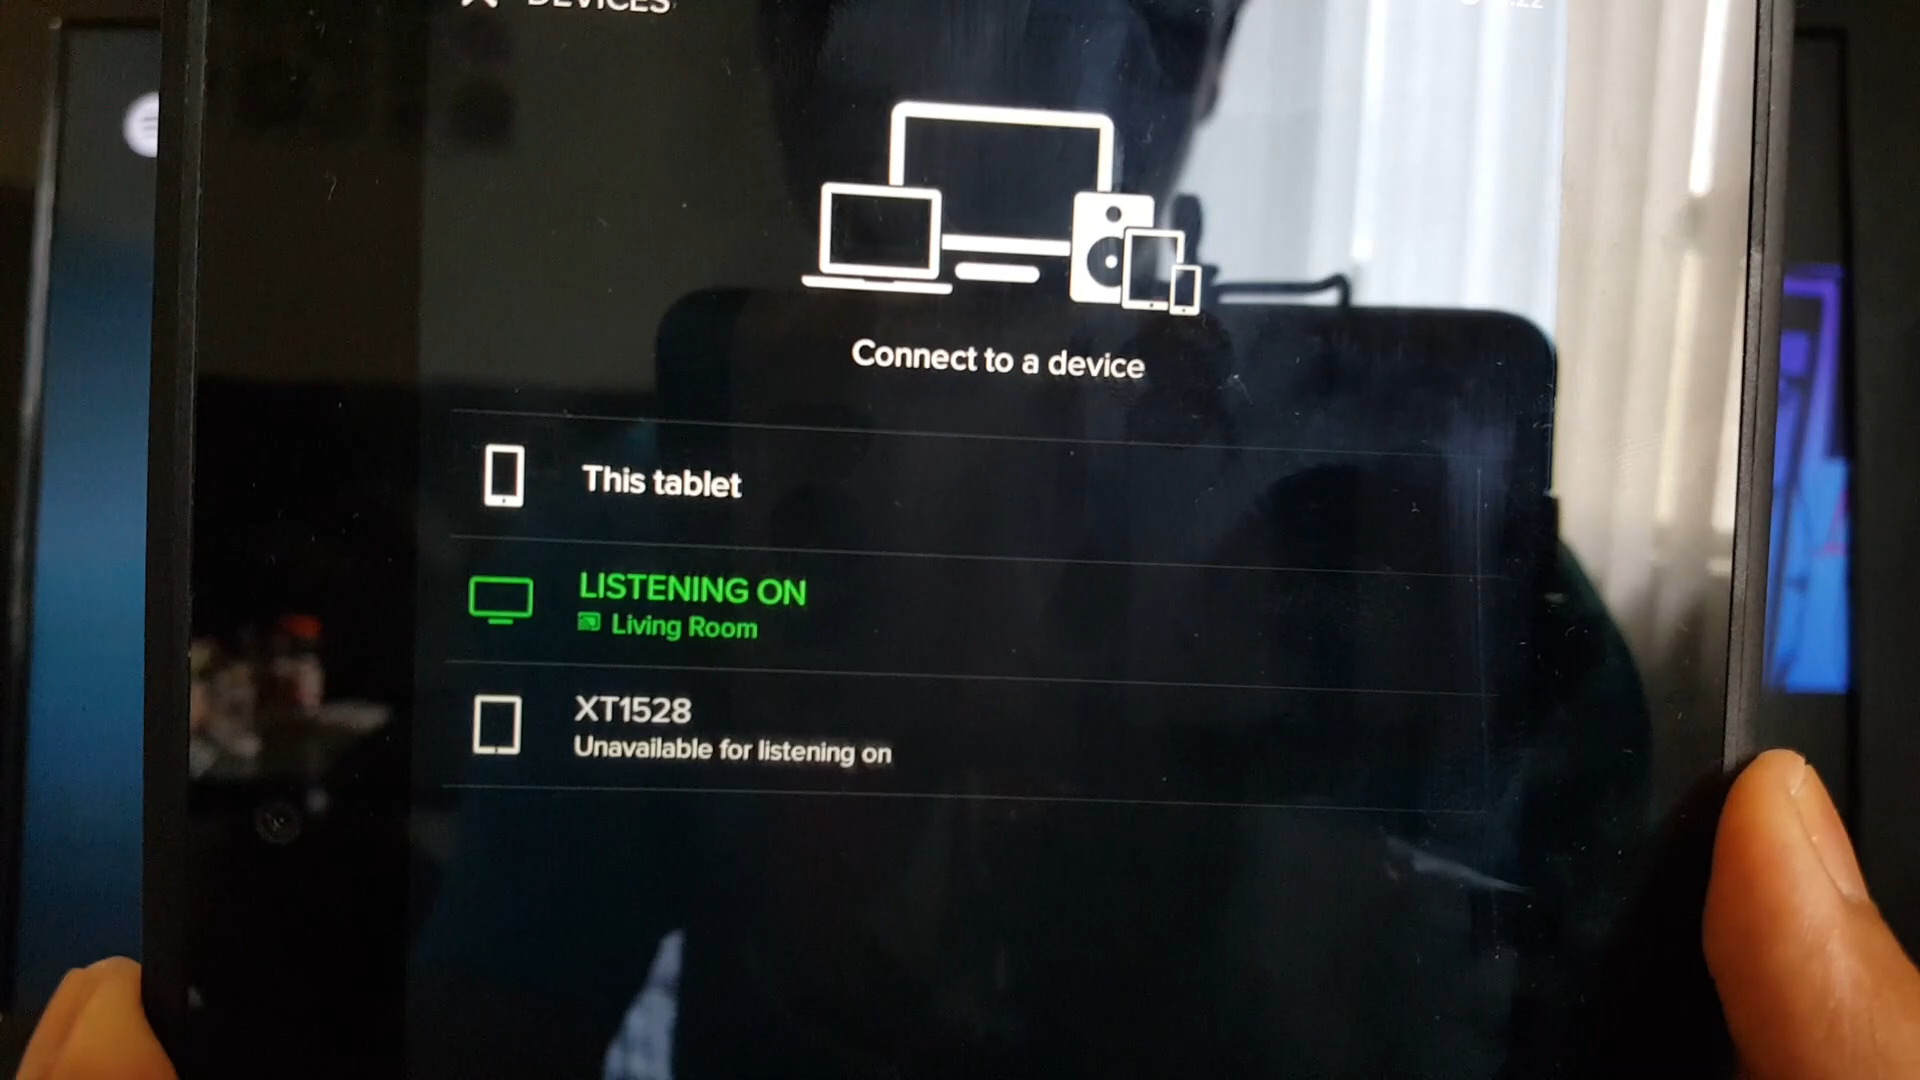 DEVICES
Connect to a device
This tablet
LISTENING ON
Living Room
XT1528
Unavailable for listening on